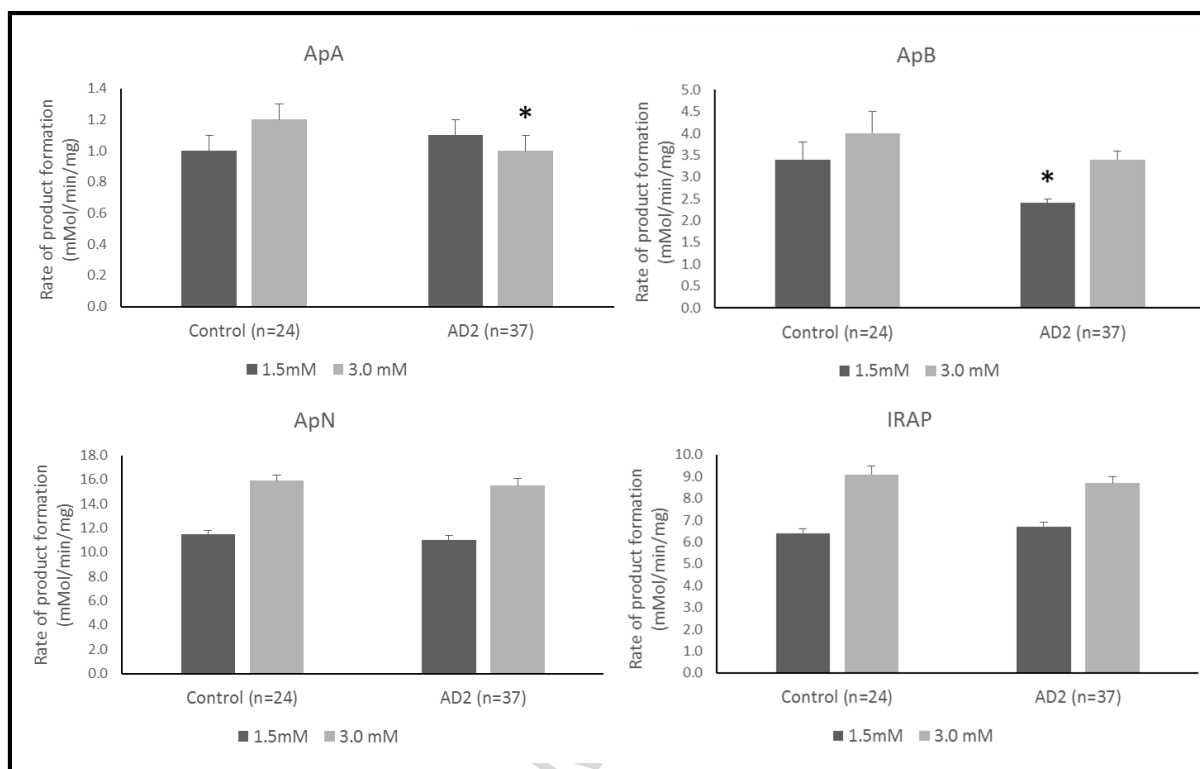 ApA
Rate of product formation
(mMol/min/mg)
1.4
1.2
1.0
0.8
0.6
0.4
0.2
0.0
*
Control (n=24)
AD2 (n=37)
1.5mM
3.0 mM
ApB
Rate of product formation
(mMol/min/mg)
5.0
4.5
4.0
3.5
3.0
2.5
2.0
1.5
1.0
0.5
0.0
*
Control (n=24)
AD2 (n=37)
1.5mM
3.0 mM
ApN
Rate of product formation
(mMol/min/mg)
18.0
16.0
14.0
12.0
10.0
8.0
6.0
4.0
2.0
0.0
Control (n=24)
AD2 (n=37)
1.5mM
3.0 mM
IRAP
Rate of product formation
(mMol/min/mg)
10.0
9.0
8.0
7.0
6.0
5.0
4.0
3.0
2.0
1.0
0.0
Control (n=24)
AD2 (n=37)
1.5mM
3.0 mM